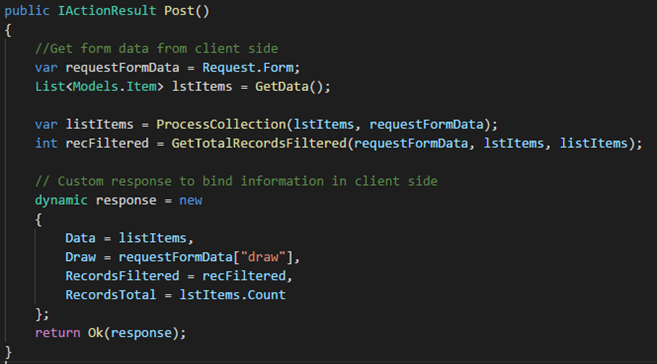 public IActionResult Post()
{
//Get form data from client side
var requestFormData = Request.Form;
List<Models.Item> lstItems = GetData();
var listItems = ProcessCollection(lstItems, requestFormData);
int recFiltered = GetTotalRecordsFiltered(requestFormData, lstItems, listItems);
// Custom response to bind information in client side
dynamic response = new
{
Data = listItems,
Draw = requestFormData["draw"],
RecordsFiltered = recFiltered,
RecordsTotal = lstItems.Count
};
return Ok(response);
}